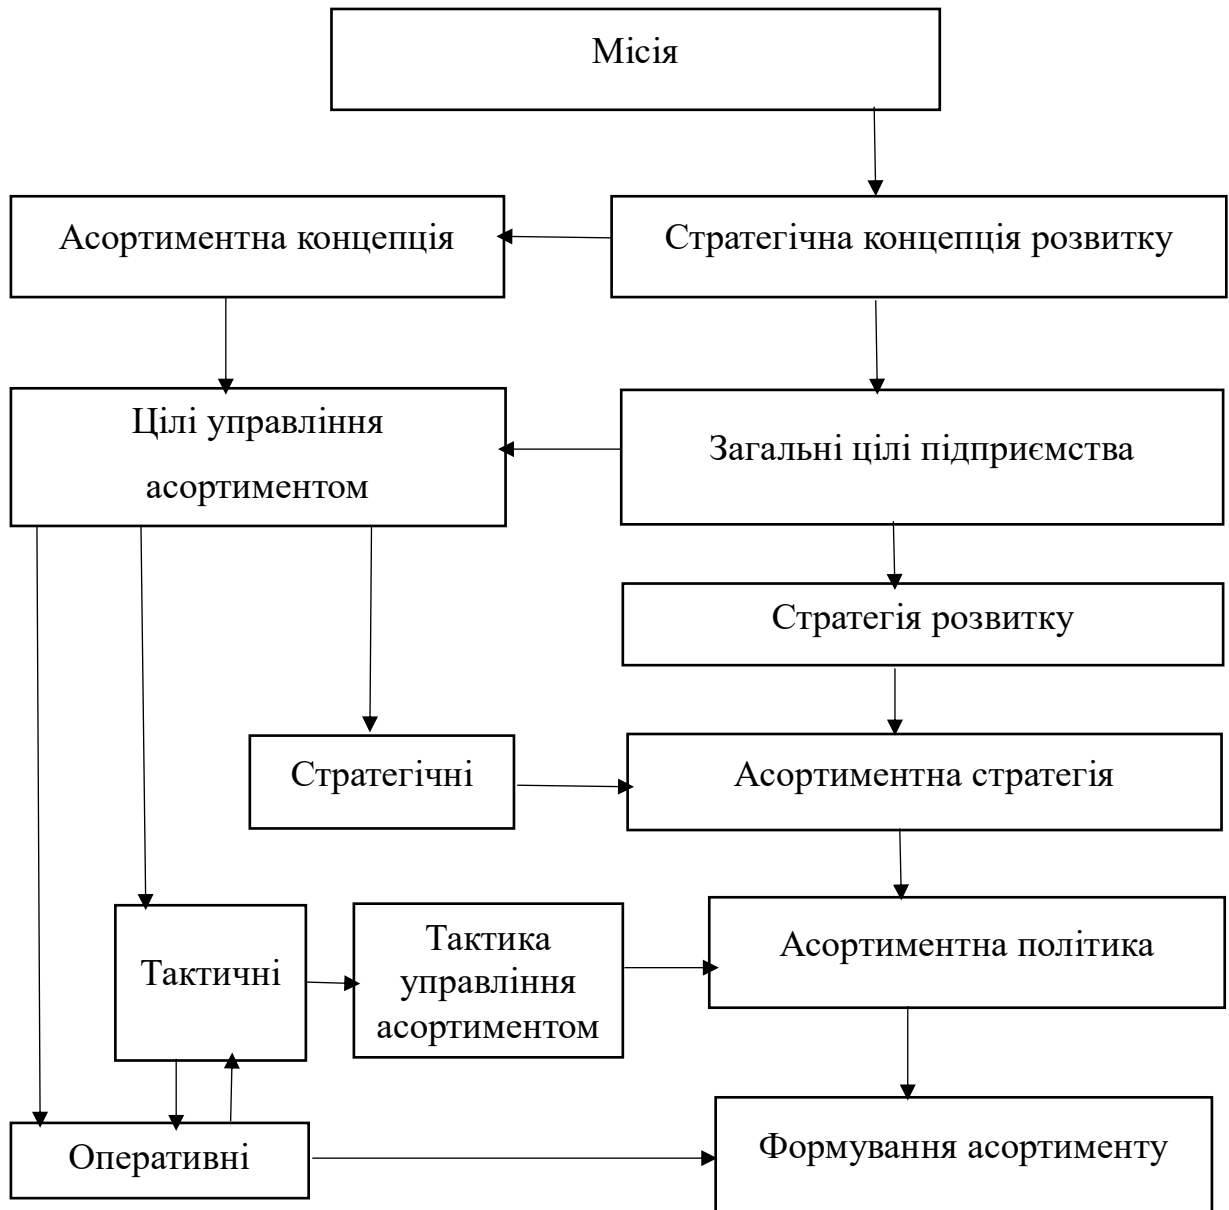 Місія
Асортиментна концепція
Стратегічна концепція розвитку
Цілі управління
асортиментом
Загальні цілі підприємства
Стратегія розвитку
Стратегічні
Асортиментна стратегія
Тактичні
Тактика
управління
асортиментом
Асортиментна політика
Оперативні
Формування асортименту